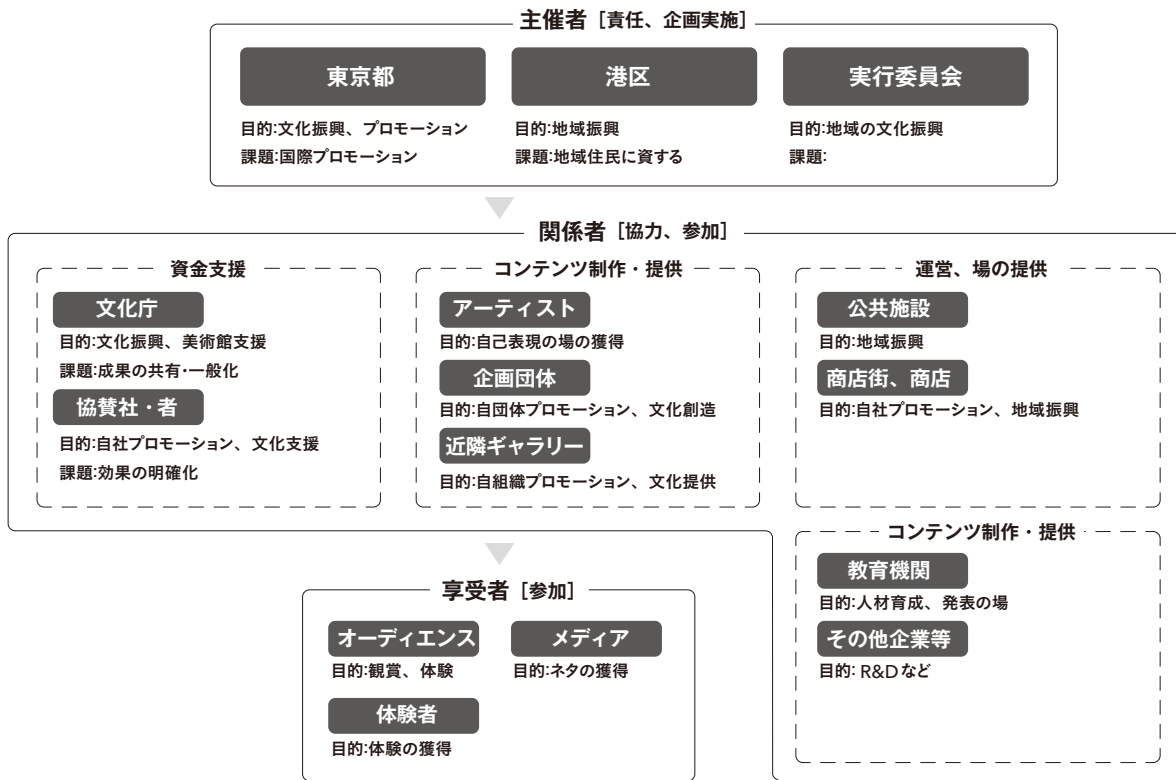 主催者 [責任、企画実施]
東京都
目的:文化振興、プロモーション
課題:国際プロモーション
港区
目的:地域振興
課題:地域住民に資する
実行委員会
目的:地域の文化振興
課題:
関係者 [協力、参加]
資金支援
文化庁
目的:文化振興、美術館支援
課題:成果の共有・一般化
協賛社・者
目的:自社プロモーション、文化支援
課題:効果の明確化
コンテンツ制作・提供
アーティスト
目的:自己表現の場の獲得
企画団体
目的:自団体プロモーション、文化創造
近隣ギャラリー
目的:自組織プロモーション、文化提供
運営、場の提供
公共施設
目的:地域振興
商店街、商店
目的:自社プロモーション、地域振興
コンテンツ制作・提供
教育機関
目的:人材育成、発表の場
その他企業等
目的: R&Dなど
享受者 [参加]
オーディエンス
目的:観賞、体験
メディア
目的:ネタの獲得
体験者
目的:体験の獲得